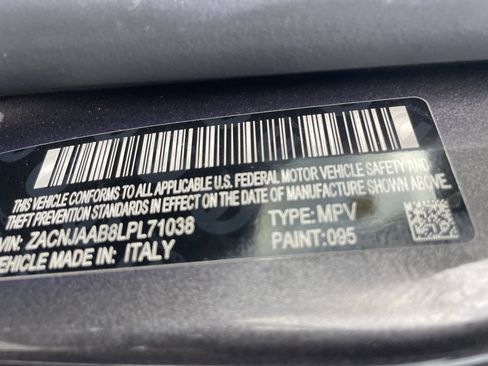 THIS VEHICLE CONFORMS TO ALL APPLICABLE U.S. FEDERAL MOTOR VEHICLE SAFETY AND
THEFT PREVENTION STANDARDS IN EFFECT ON THE DATE OF MANUFACTURE SHOWN ABOVE.
VIN: ZACNJAAB8LPL71038 TYPE:MPV
VEHICLE MADE IN: ITALY PAINT:095